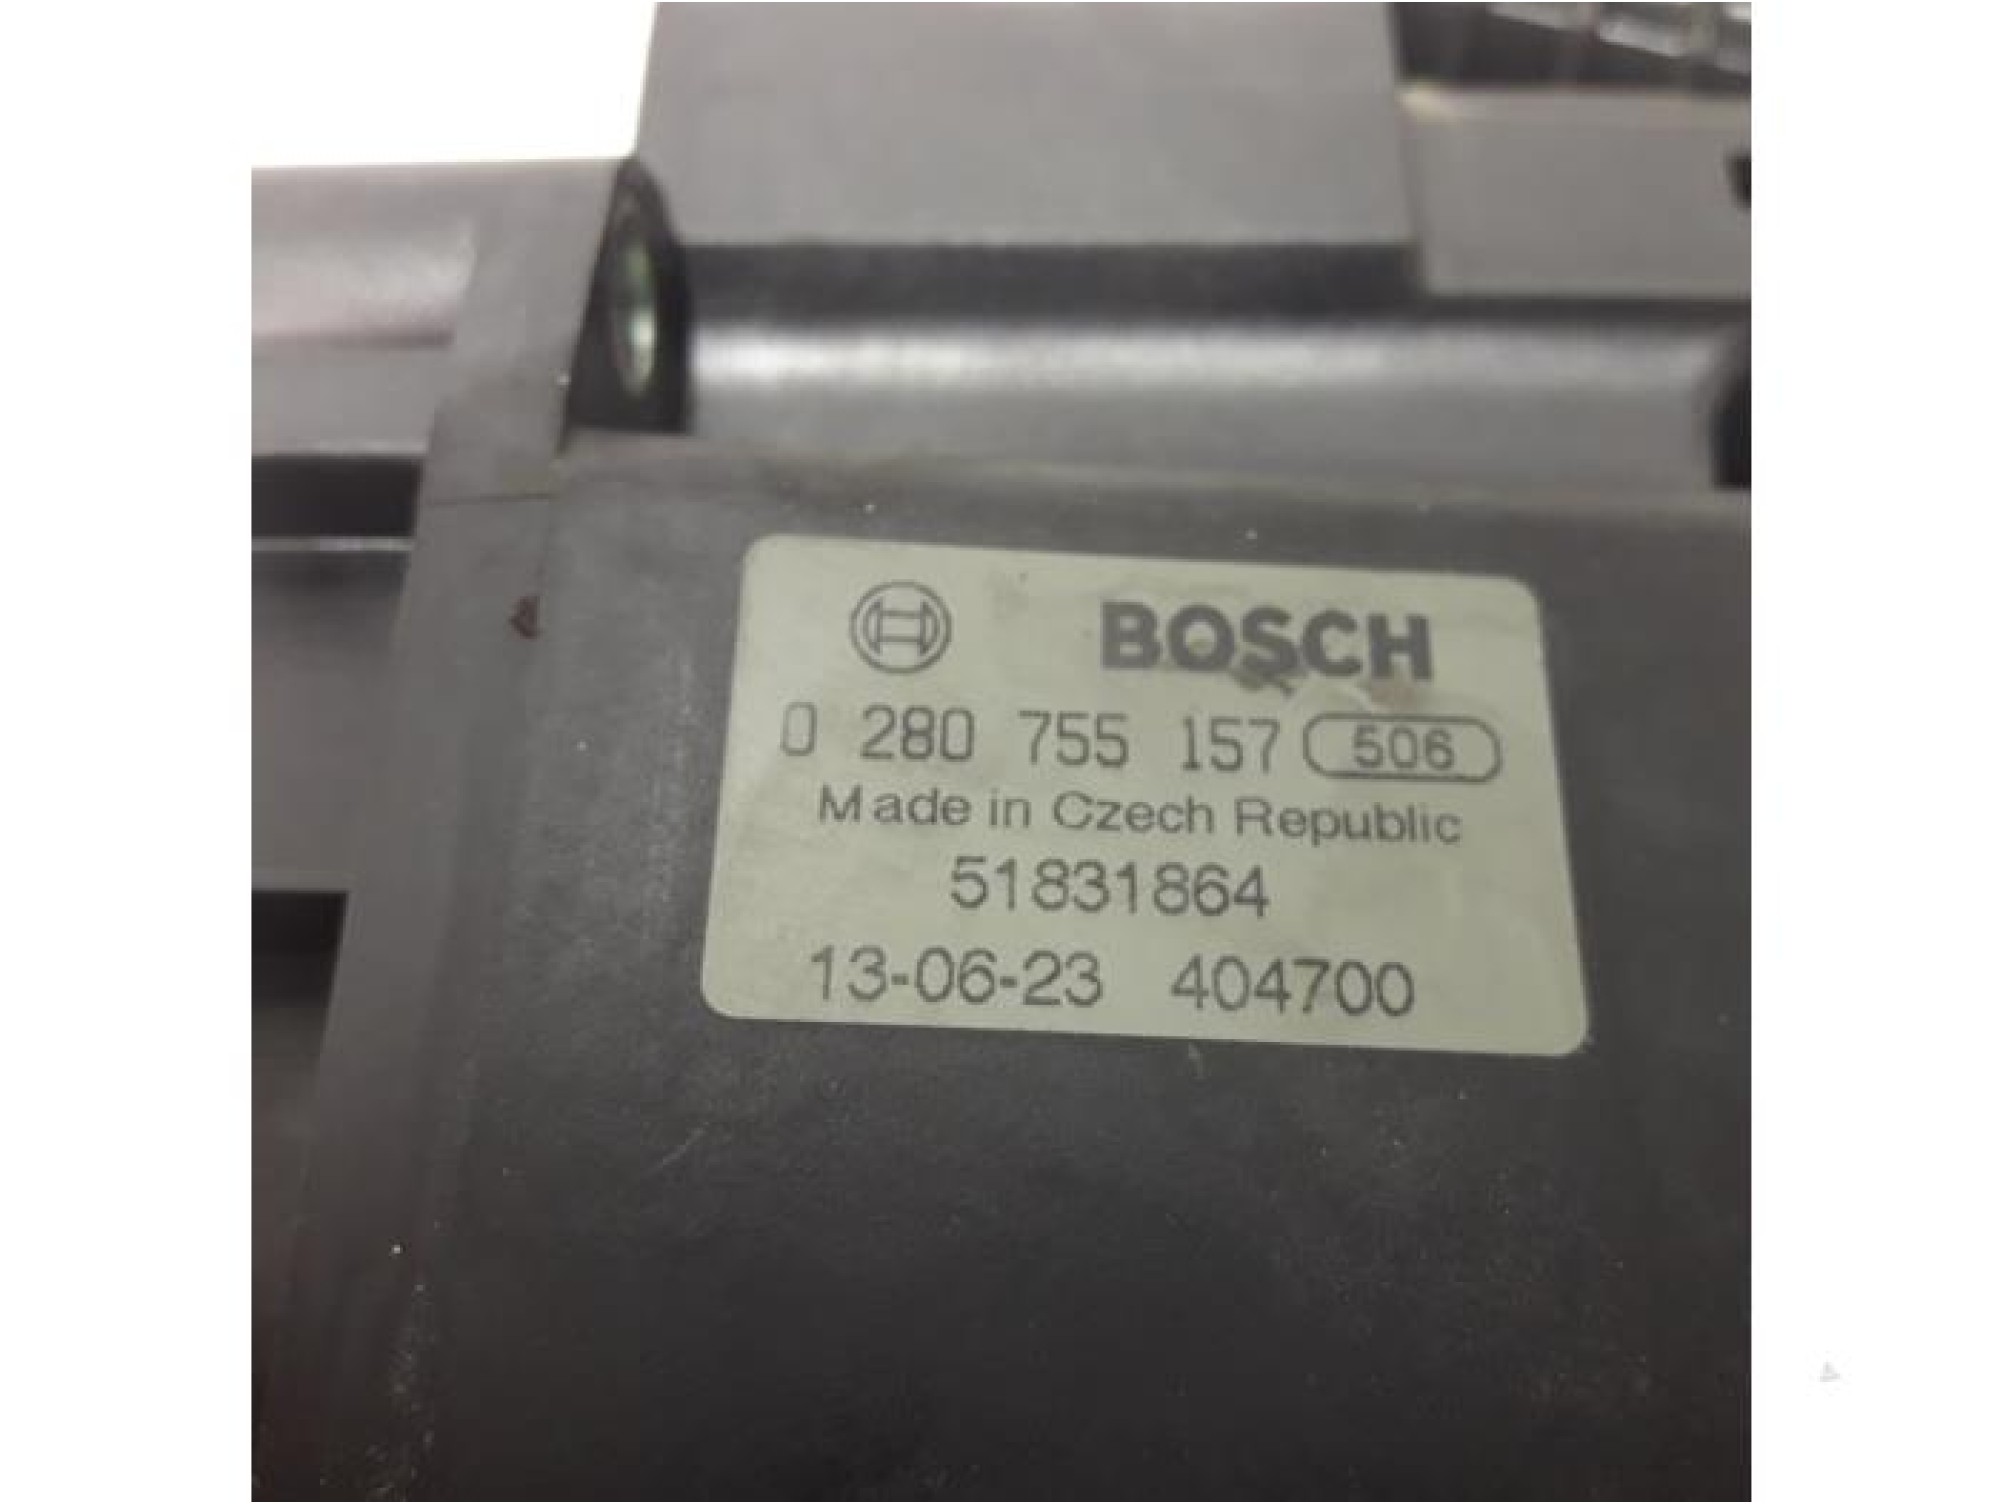 BOSCH
0 280 755 157 506
Made in Czech Republic
51831864
13-06-23 404700